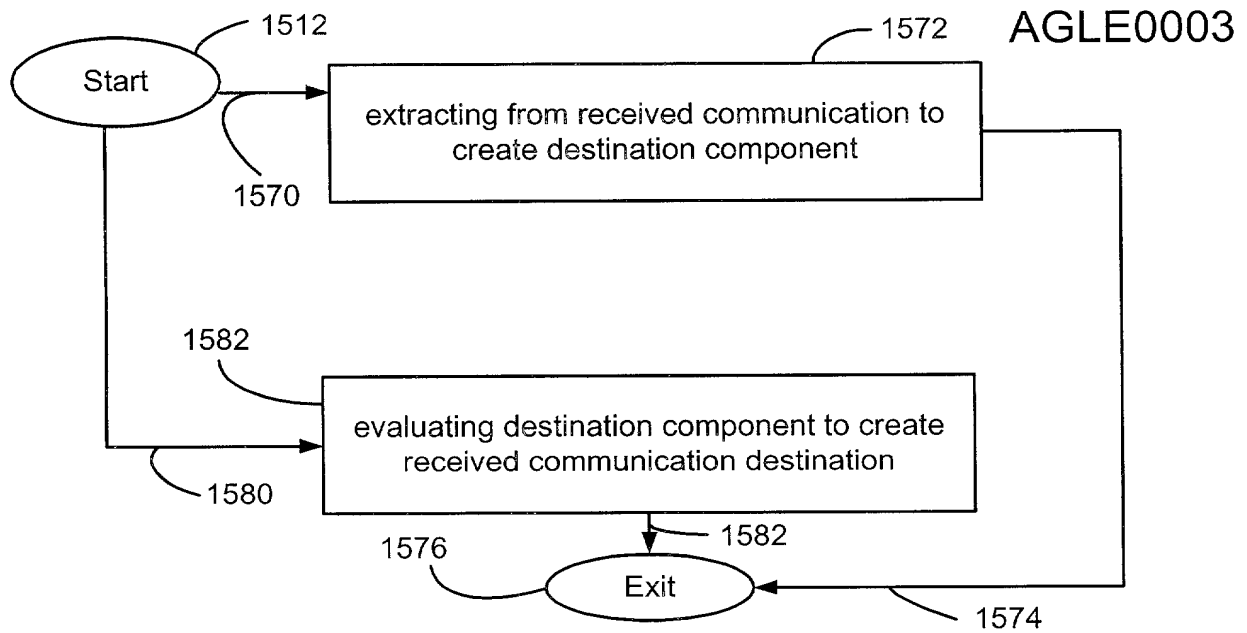 AGLE0003
1512
1572
Start
extracting from received communication to
create destination component
1570
1582
evaluating destination component to create
received communication destination
1580
1582
1576
Exit
1574